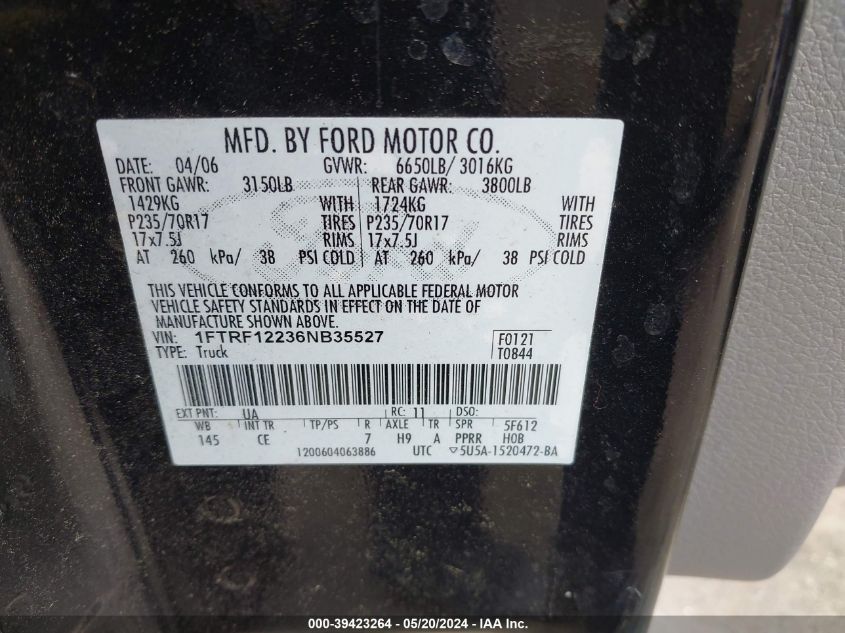 MFD. BY FORD MOTOR CO.
DATE: 04/06 GVWR: 6650LB/ 3016KG
FRONT GAWR: 3150LB REAR GAWR: 3800LB
1429KG WITH 1724KG WITH
P235/70R17 TIRES P235/70R17 TIRES
17x7.5J RIMS 17x7.5J RIMS
AT 260 kPa/ 38 PSI COLD AT 260 kPa/ 38 PSI COLD
THIS VEHICLE CONFORMS TO ALL APPLICABLE FEDERAL MOTOR
VEHICLE SAFETY STANDARDS IN EFFECT ON THE DATE OF
MANUFACTURE SHOWN ABOVE.
VIN: 1FTRF12236NB35527 F0121
TYPE: Truck T0844
EXT PNT: UA RC: 11 DSO:
WB INT TR TP/PS R AXLE TR SPR 5F612
145 CE 7 H9 A PPRR HOB
1200604063886 UTC ▽5U5A-1520472-BA
000-39423264 - 05/20/2024 - IAA Inc.